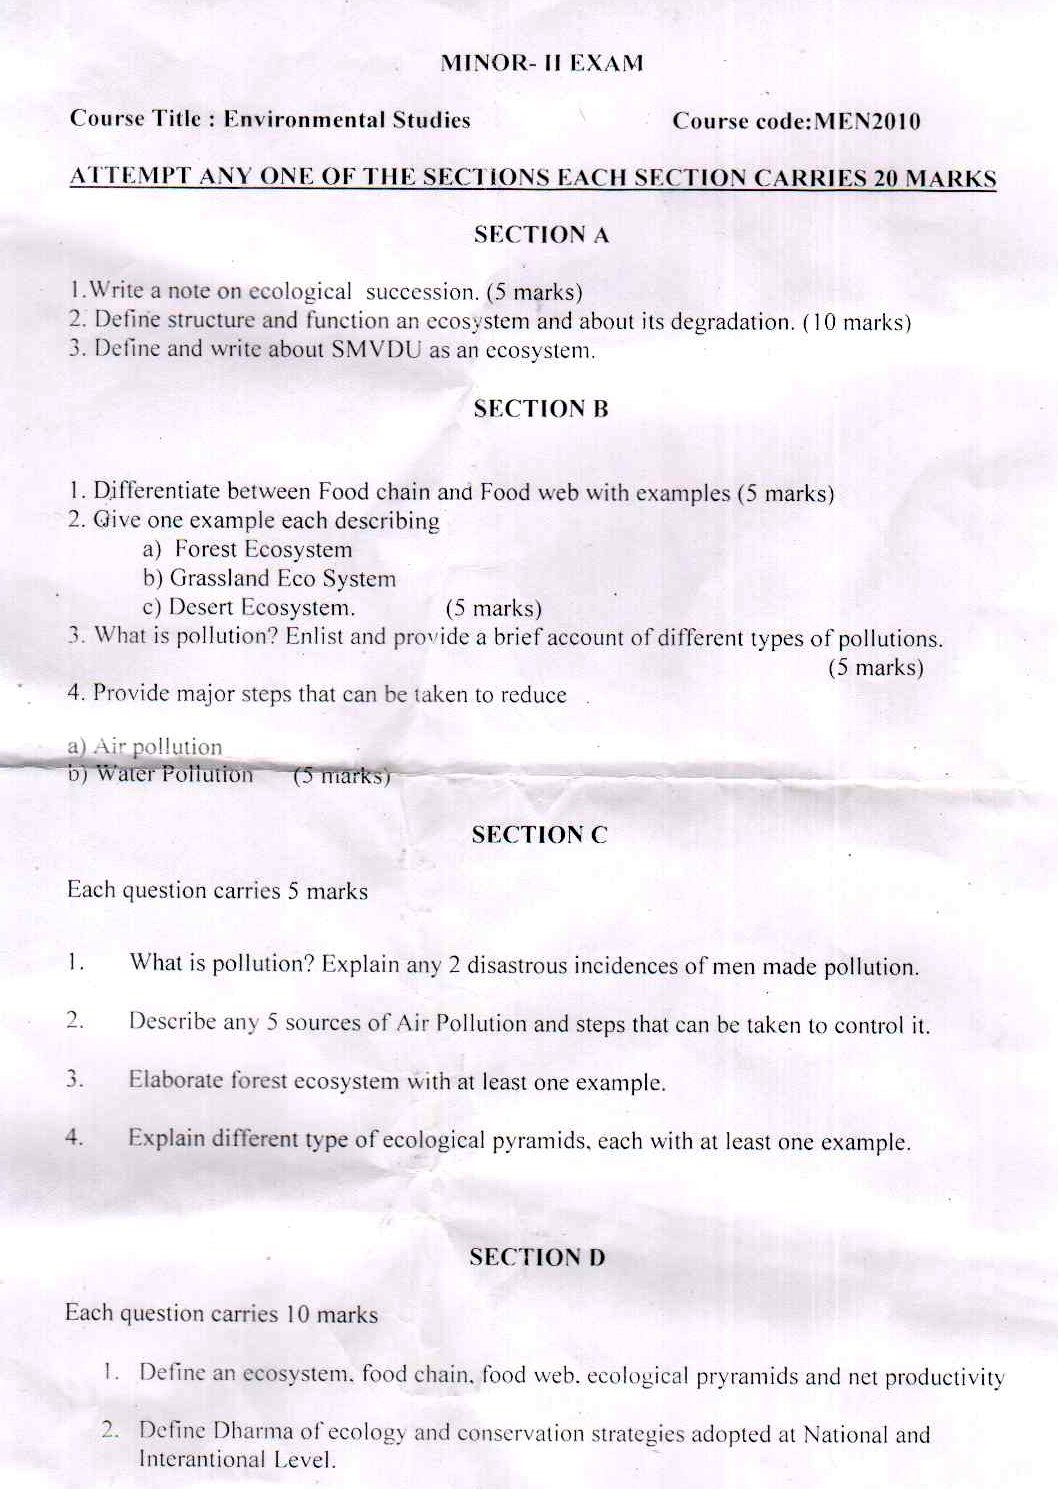 MINOR- II EXAM
Course Title : Environmental Studies Course code:MEN2010
ATTEMPT ANY ONE OF THE SECTIONS EACH SECTION CARRIES 20 MARKS
SECTION A
1.Write a note on ecological succession. (5 marks)
2. Define structure and function an ecosystem and about its degradation. (10 marks)
3. Define and write about SMVDU as an ecosystem.
SECTION B
1. Differentiate between Food chain and Food web with examples (5 marks)
2. Give one example each describing
a) Forest Ecosystem
b) Grassland Eco System
c) Desert Ecosystem. (5 marks)
3. What is pollution? Enlist and provide a brief account of different types of pollutions.
(5 marks)
4. Provide major steps that can be taken to reduce
a) Air pollution
b) Water Pollution (5 marks)
SECTION C
Each question carries 5 marks
1. What is pollution? Explain any 2 disastrous incidences of men made pollution.
2. Describe any 5 sources of Air Pollution and steps that can be taken to control it.
3. Elaborate forest ecosystem with at least one example.
4. Explain different type of ecological pyramids, each with at least one example.
SECTION D
Each question carries 10 marks
1. Define an ecosystem, food chain, food web, ecological pryramids and net productivity
2. Define Dharma of ecology and conservation strategies adopted at National and
Interantional Level.